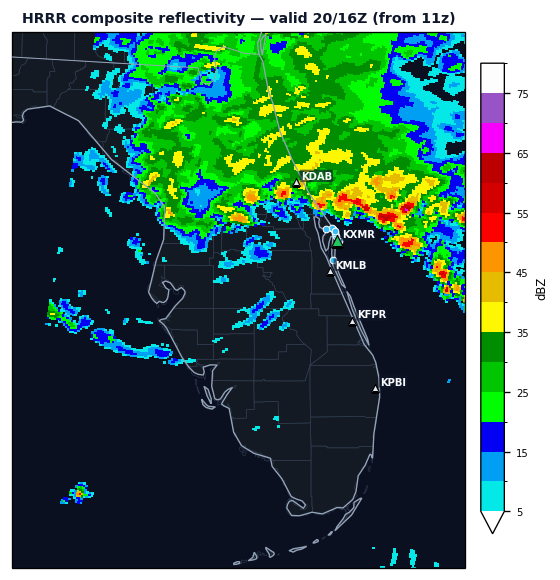 HRRR composite reflectivity — valid 20/16Z (from 11z)
KDAB
KXMR
KMLB
KFPR
KPBI
75
65
55
45
35
25
15
5
dBZ